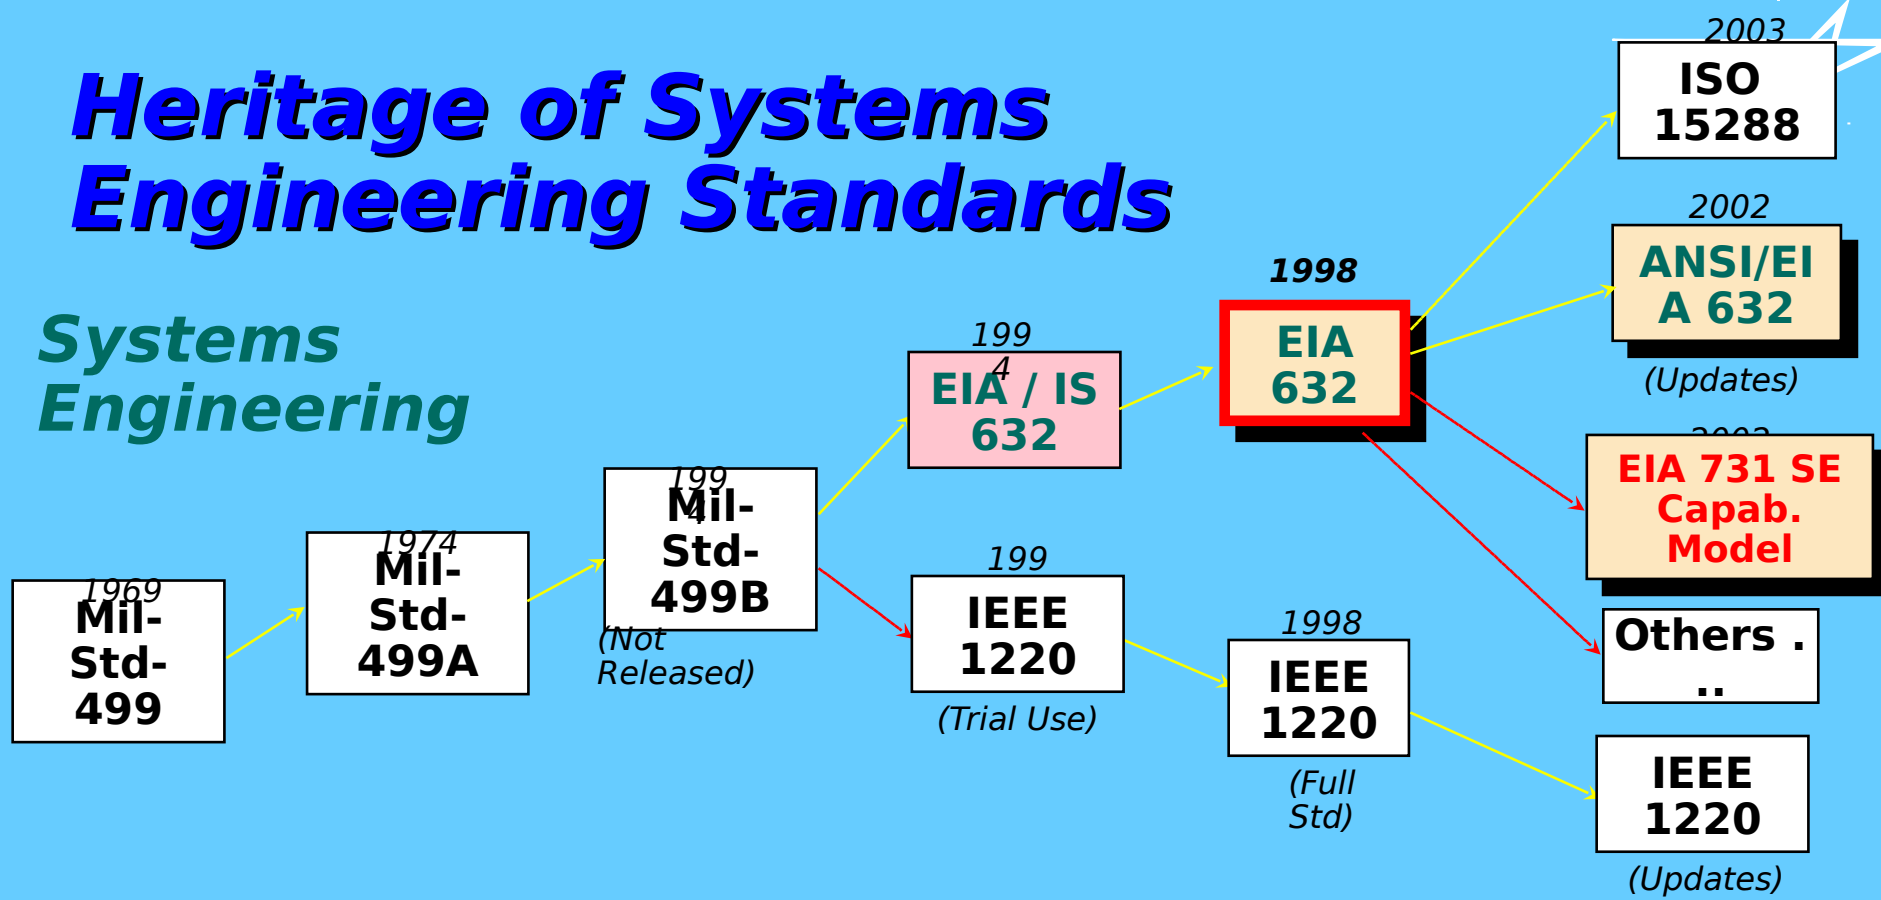 Heritage of Systems
Engineering Standards
Systems
Engineering
1969
Mil-
Std-
499
1974
Mil-
Std-
499A
199
4
Mil-
Std-
499B
(Not
Released)
199
4
EIA / IS
632
199
IEEE
1220
(Trial Use)
1998
EIA
632
1998
IEEE
1220
(Full
Std)
2003
ISO
15288
2002
ANSI/EI
A 632
(Updates)
EIA 731 SE
Capab.
Model
Others .
..
IEEE
1220
(Updates)